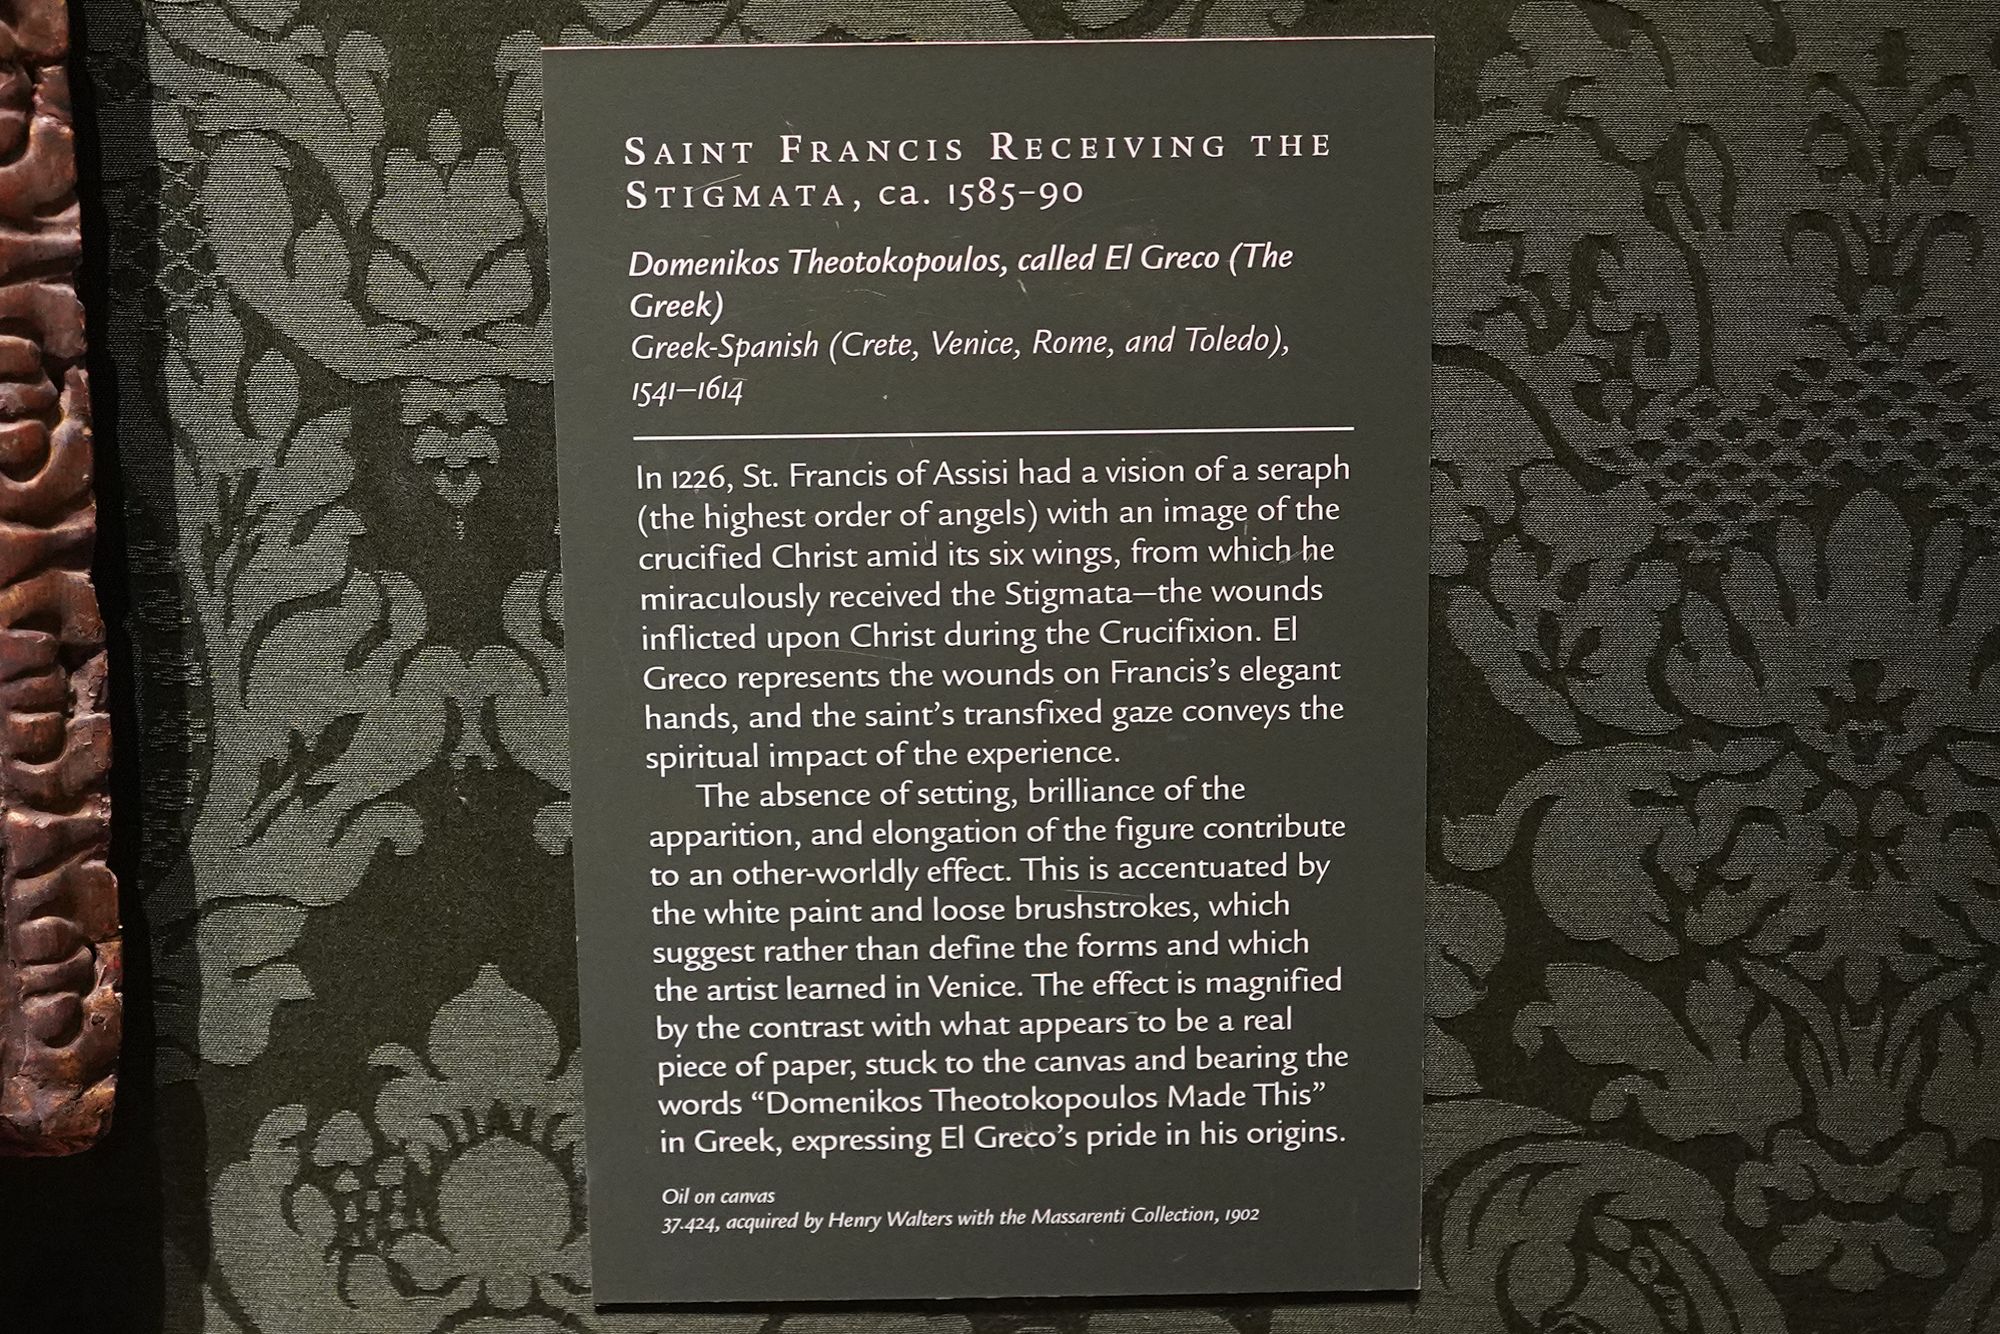 SAINT FRANCIS RECEIVING THE
STIGMATA, ca. 1585–90
Domenikos Theotokopoulos, called El Greco (The
Greek)
Greek-Spanish (Crete, Venice, Rome, and Toledo),
1541–1614
In 1226, St. Francis of Assisi had a vision of a seraph
(the highest order of angels) with an image of the
crucified Christ amid its six wings, from which he
miraculously received the Stigmata—the wounds
inflicted upon Christ during the Crucifixion. El
Greco represents the wounds on Francis’s elegant
hands, and the saint’s transfixed gaze conveys the
spiritual impact of the experience.
The absence of setting, brilliance of the
apparition, and elongation of the figure contribute
to an other-worldly effect. This is accentuated by
the white paint and loose brushstrokes, which
suggest rather than define the forms and which
the artist learned in Venice. The effect is magnified
by the contrast with what appears to be a real
piece of paper, stuck to the canvas and bearing the
words “Domenikos Theotokopoulos Made This”
in Greek, expressing El Greco’s pride in his origins.
Oil on canvas
37.424, acquired by Henry Walters with the Massarenti Collection, 1902